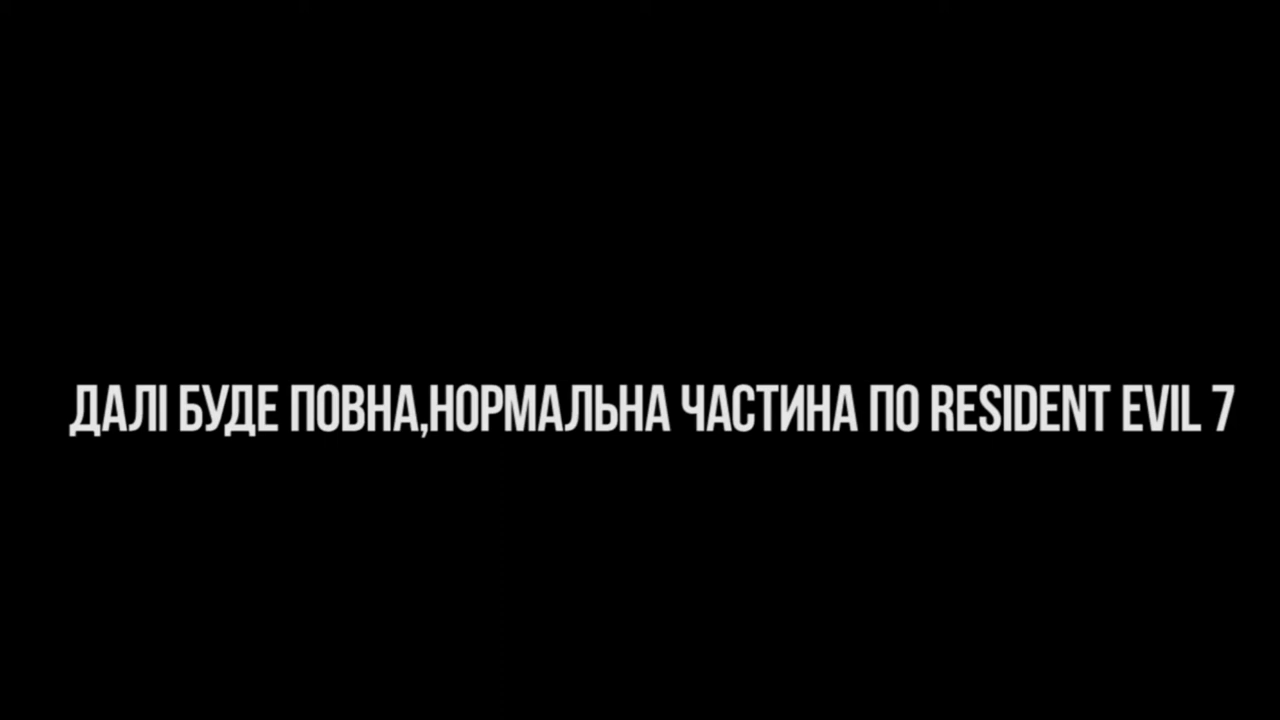 ДАЛІ БУДЕ ПОВНА,НОРМАЛЬНА ЧАСТИНА ПО RESIDENT EVIL 7